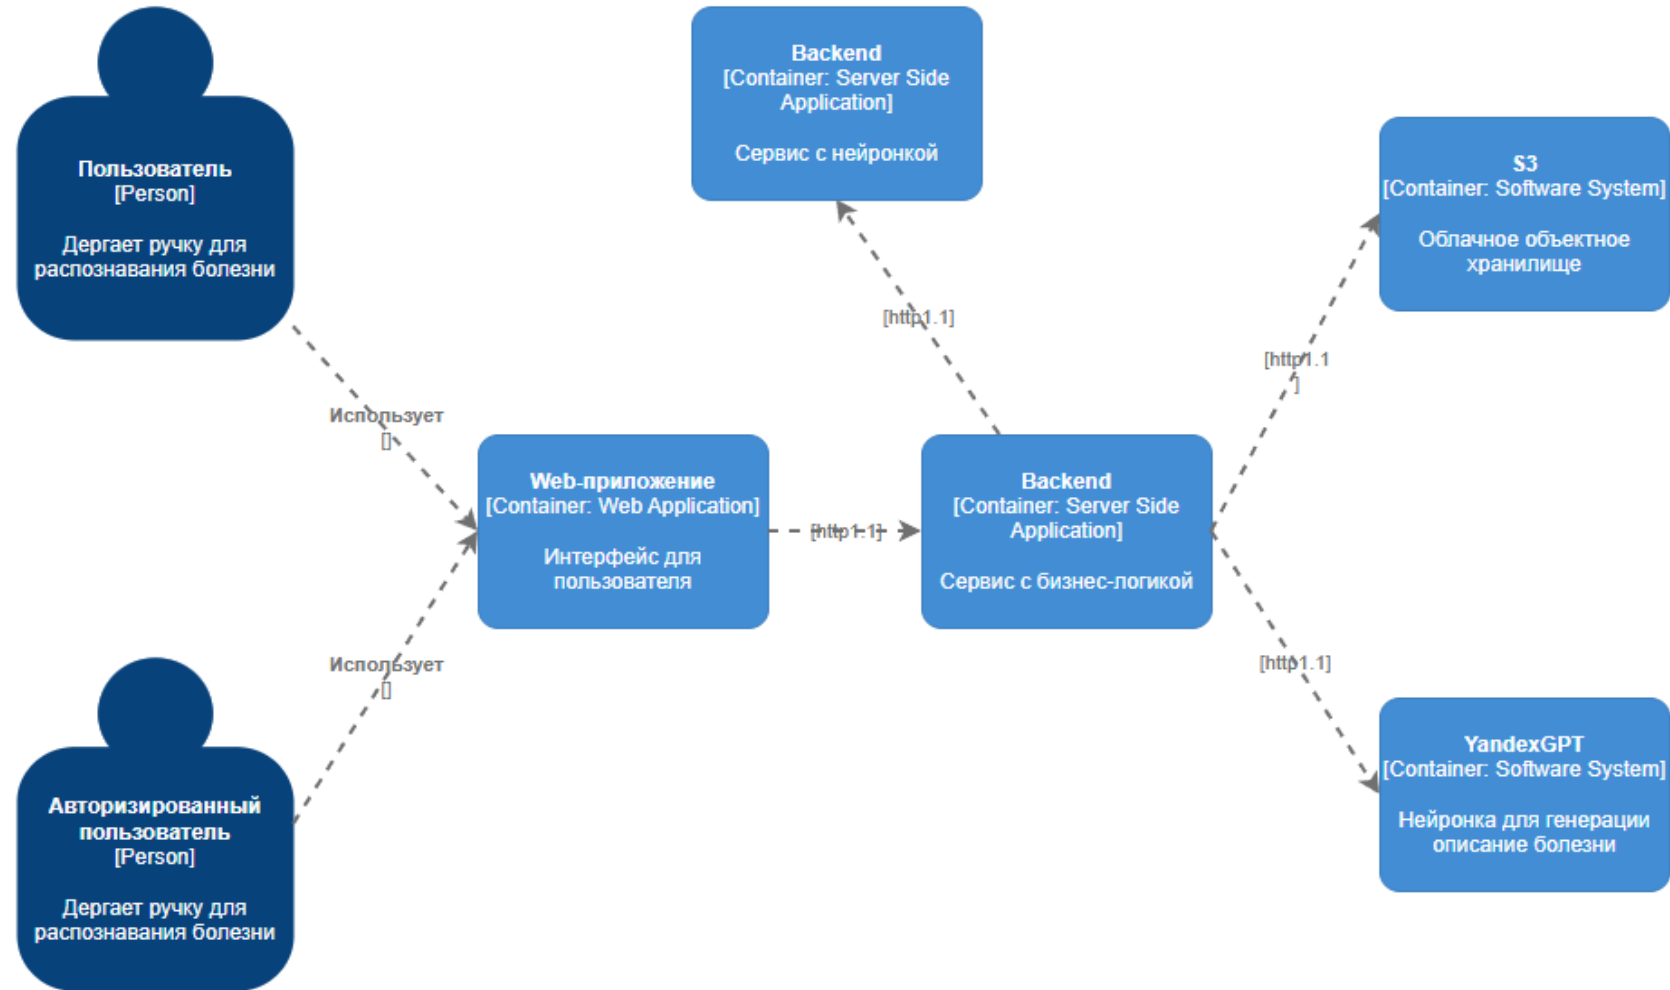 Пользователь
[Person]
Дергает ручку для
распознавания болезни
Backend
[Container: Server Side
Application]
Сервис с нейронкой
S3
[Container: Software System]
Облачное объектное
хранилище
[http1.1]
[http1.1
]
Использует
[]
Web-приложение
[Container: Web Application]
Интерфейс для
пользователя
[http1.1]
Backend
[Container: Server Side
Application]
Сервис с бизнес-логикой
Использует
[]
[http1.1]
Авторизированный
пользователь
[Person]
Дергает ручку для
распознавания болезни
YandexGPT
[Container: Software System]
Нейронка для генерации
описание болезни